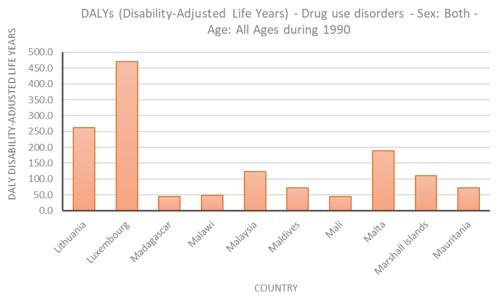 DALYs (Disability-Adjusted Life Years) - Drug use disorders - Sex: Both -
Age: All Ages during 1990
DALY DISABILITY-ADJUSTED LIFE YEARS
500.0
450.0
400.0
350.0
300.0
250.0
200.0
150.0
100.0
50.0
0.0
Lithuania
Luxembourg
Madagascar
Malawi
Malaysia
Maldives
Mali
Malta
Marshall Islands
Mauritania
COUNTRY